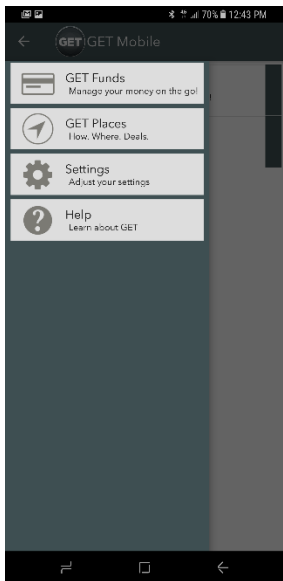 70% 12:43 PM
GET GET Mobile
GET Funds
Manage your money on the go!
GET Places
How. Where. Deals.
Settings
Adjust your settings
?
Help
Learn about GET